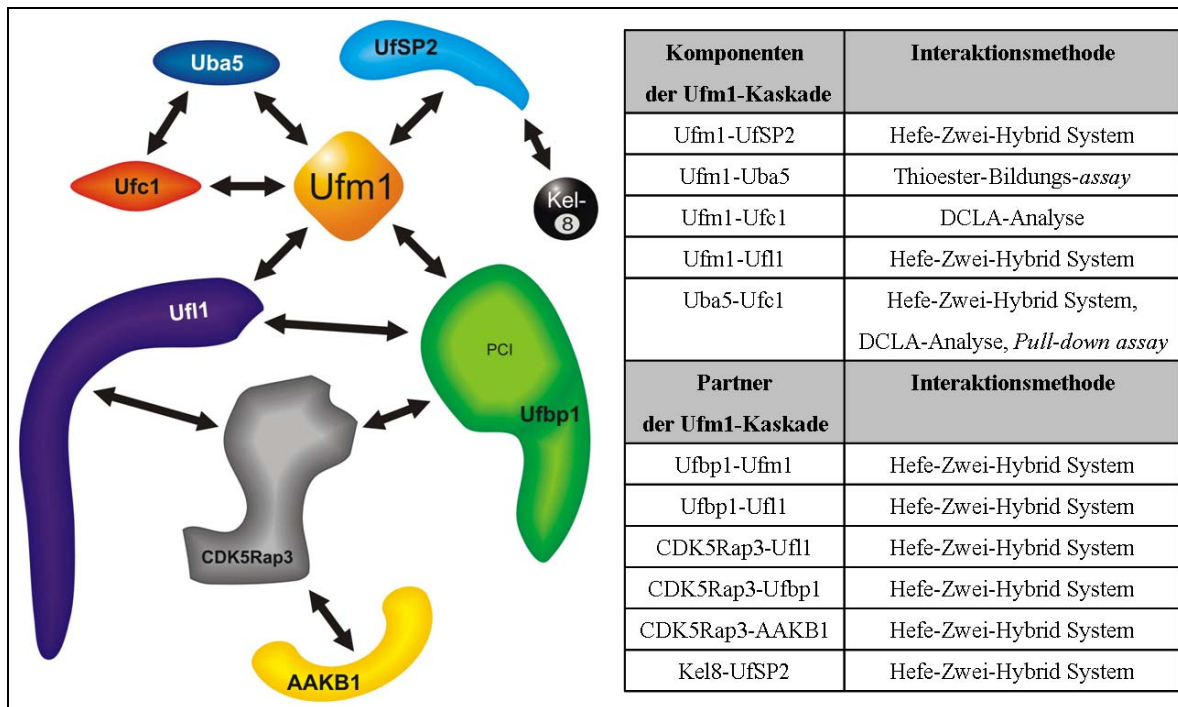 Uba5
UfSP2
Ufc1
Ufm1
Kel-
8
Ufl1
PCI
Ufbp1
CDK5Rap3
AAKB1
Komponenten
der Ufm1-Kaskade
Interaktionsmethode
Ufm1-UfSP2
Hefe-Zwei-Hybrid System
Ufm1-Uba5
Thioester-Bildungs-assay
Ufm1-Ufc1
DCLA-Analyse
Ufm1-Ufl1
Hefe-Zwei-Hybrid System
Uba5-Ufc1
Hefe-Zwei-Hybrid System,
DCLA-Analyse, Pull-down assay
Partner
der Ufm1-Kaskade
Interaktionsmethode
Ufbp1-Ufm1
Hefe-Zwei-Hybrid System
Ufbp1-Ufl1
Hefe-Zwei-Hybrid System
CDK5Rap3-Ufl1
Hefe-Zwei-Hybrid System
CDK5Rap3-Ufbp1
Hefe-Zwei-Hybrid System
CDK5Rap3-AAKB1
Hefe-Zwei-Hybrid System
Kel8-UfSP2
Hefe-Zwei-Hybrid System